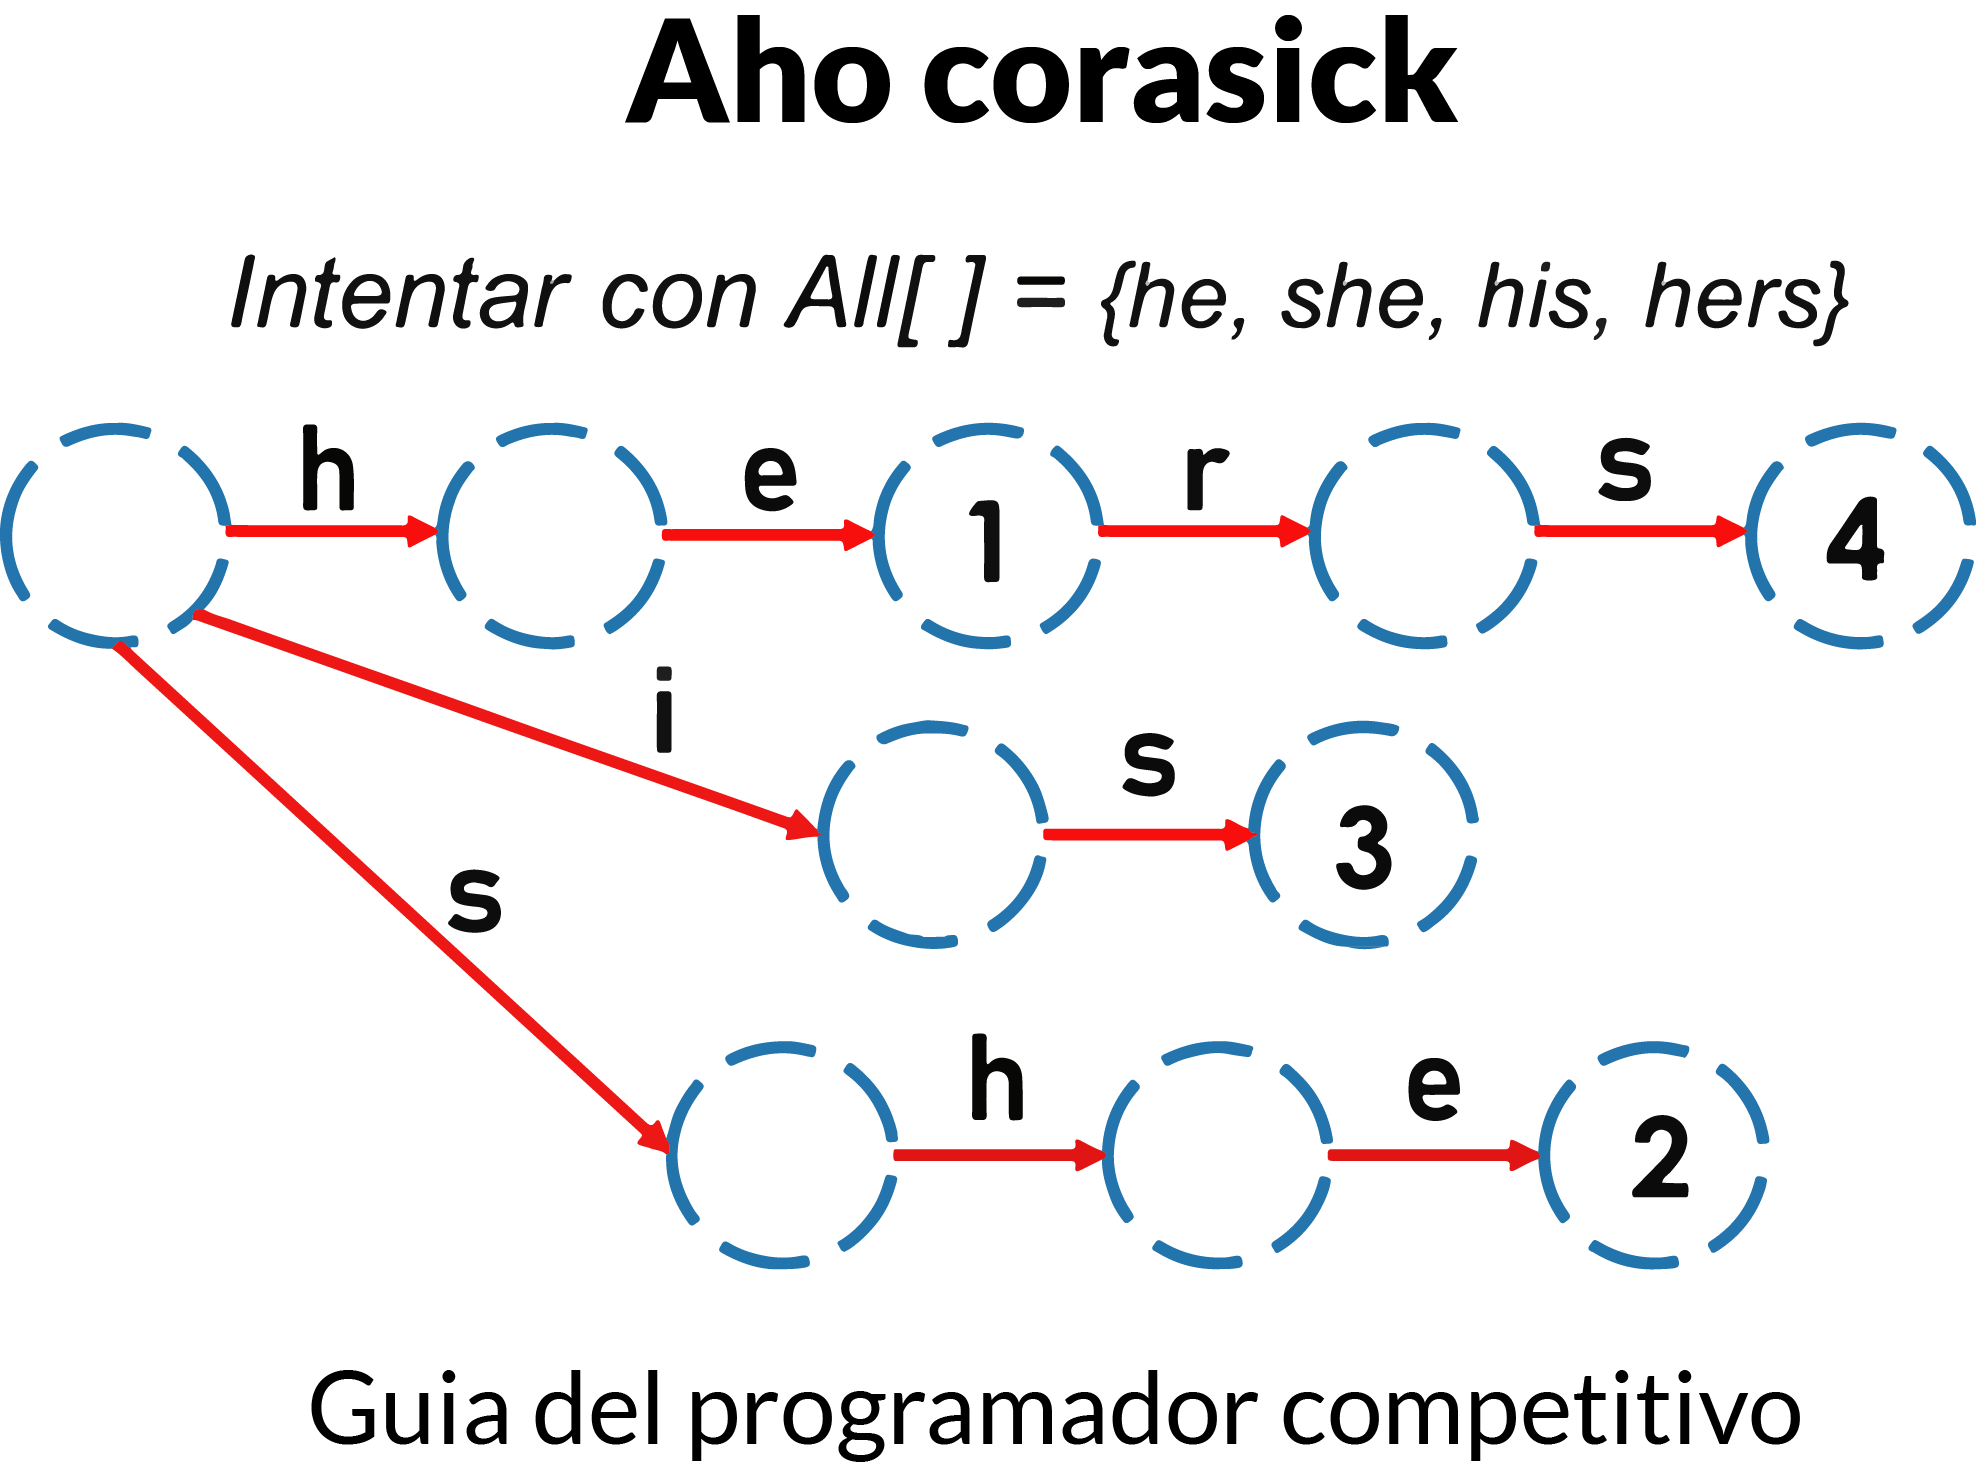 Aho corasick
Intentar con All[ ] = {he, she, his, hers}
h e r s
1 4
i s
3
s
h e
2
Guia del programador competitivo